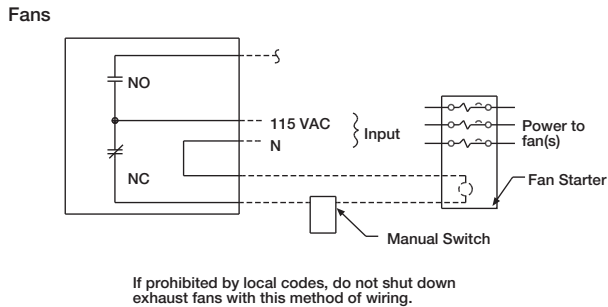 Fans
NO
115 VAC
Input
N
Power to
fan(s)
NC
Fan Starter
Manual Switch
If prohibited by local codes, do not shut down
exhaust fans with this method of wiring.